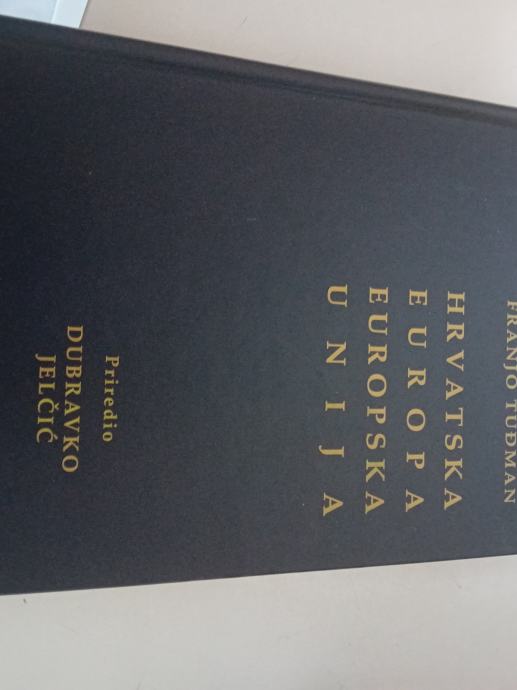 FRANJO TUĐMAN
HRVATSKA
EUROPA
EUROPSKA
UNIJA
Priredio
DUBRAVKO
JELČIĆ